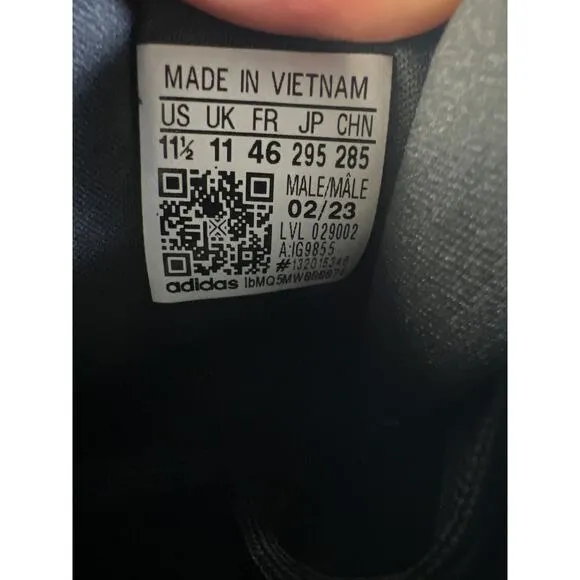 MADE IN VIETNAM
US UK FR JP CHN
11½ 11 46 295 285
MALE/MÂLE
02/23
LVL 029002
A:IG9855
adidas